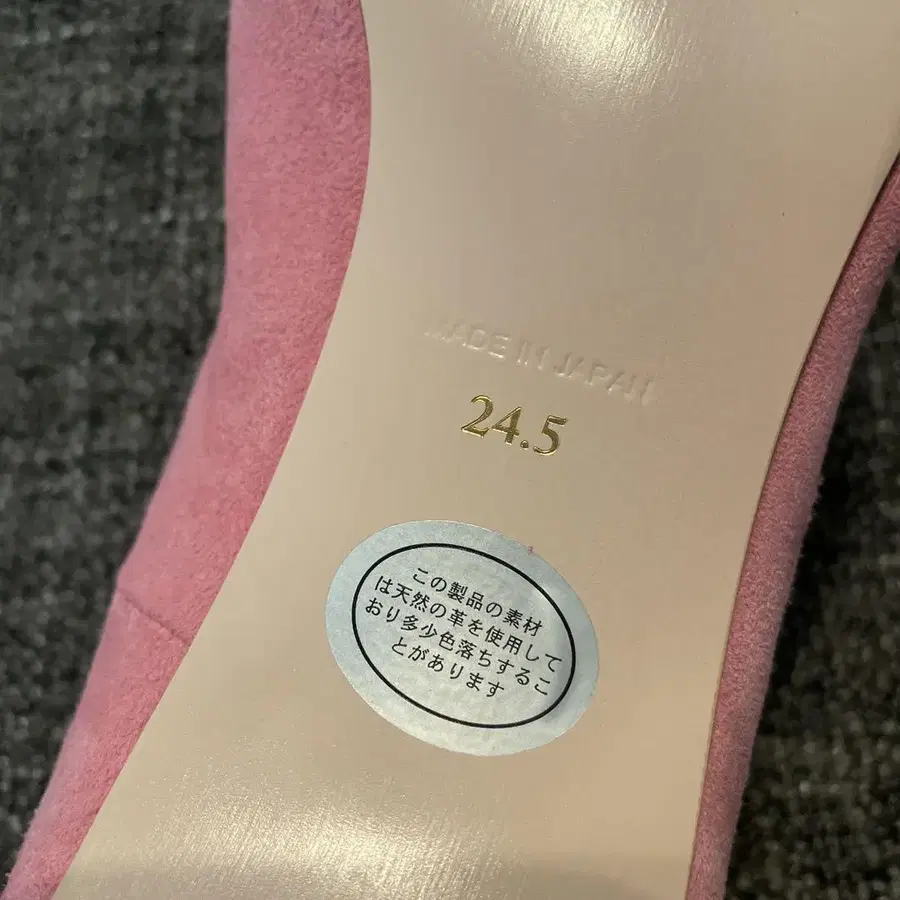 MADE IN JAPAN
24.5
この製品の素材
は天然の革を使用して
おり多少色落ちするこ
とがあります